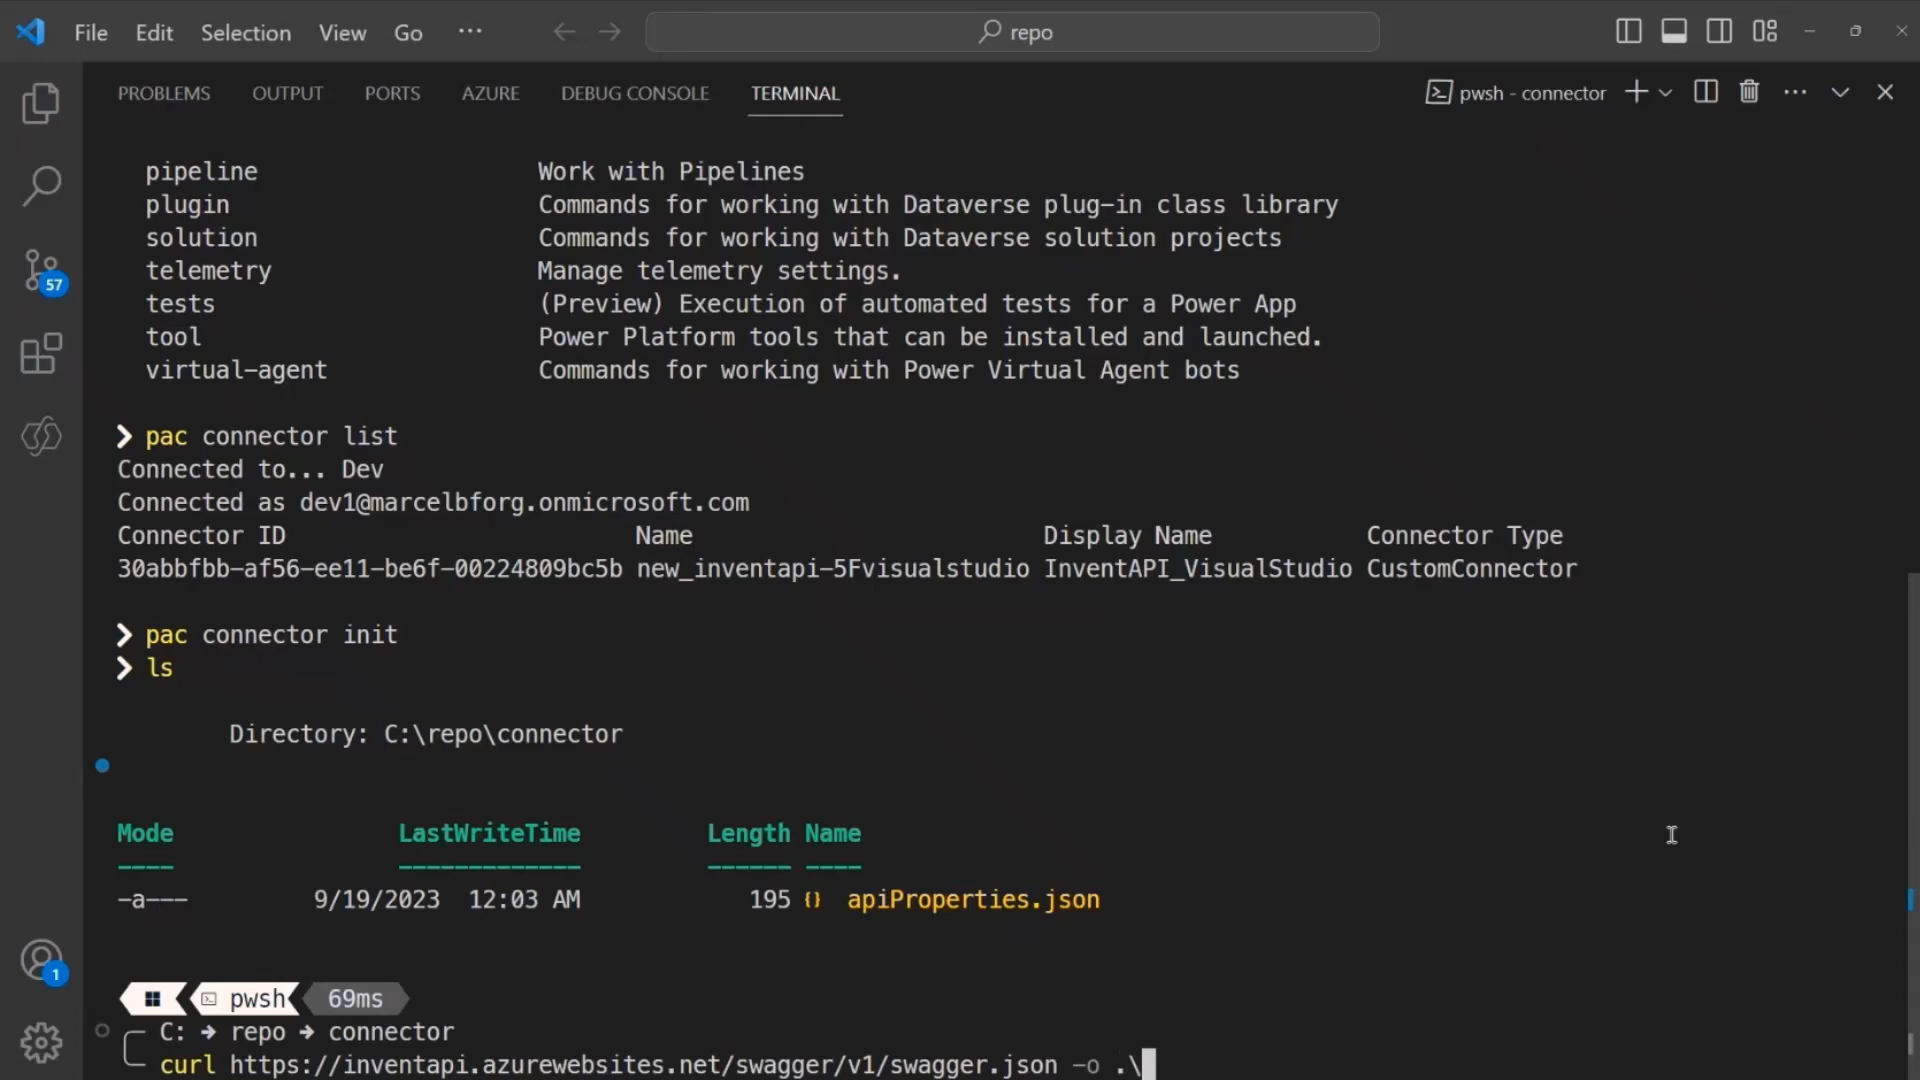 File Edit Selection View Go ··· repo
PROBLEMS OUTPUT PORTS AZURE DEBUG CONSOLE TERMINAL pwsh - connector
pipeline Work with Pipelines
plugin Commands for working with Dataverse plug-in class library
solution Commands for working with Dataverse solution projects
57
telemetry Manage telemetry settings.
tests (Preview) Execution of automated tests for a Power App
tool Power Platform tools that can be installed and launched.
virtual-agent Commands for working with Power Virtual Agent bots
❯ pac connector list
Connected to... Dev
Connected as dev1@marcelbforg.onmicrosoft.com
Connector ID Name Display Name Connector Type
30abbfbb-af56-ee11-be6f-00224809bc5b new_inventapi-5Fvisualstudio InventAPI_VisualStudio CustomConnector
❯ pac connector init
❯ ls
Directory: C:\repo\connector
Mode LastWriteTime Length Name
---- ------------- ------ ----
-a--- 9/19/2023 12:03 AM 195 {} apiProperties.json
1
pwsh 69ms
C: → repo → connector
curl https://inventapi.azurewebsites.net/swagger/v1/swagger.json -o .\